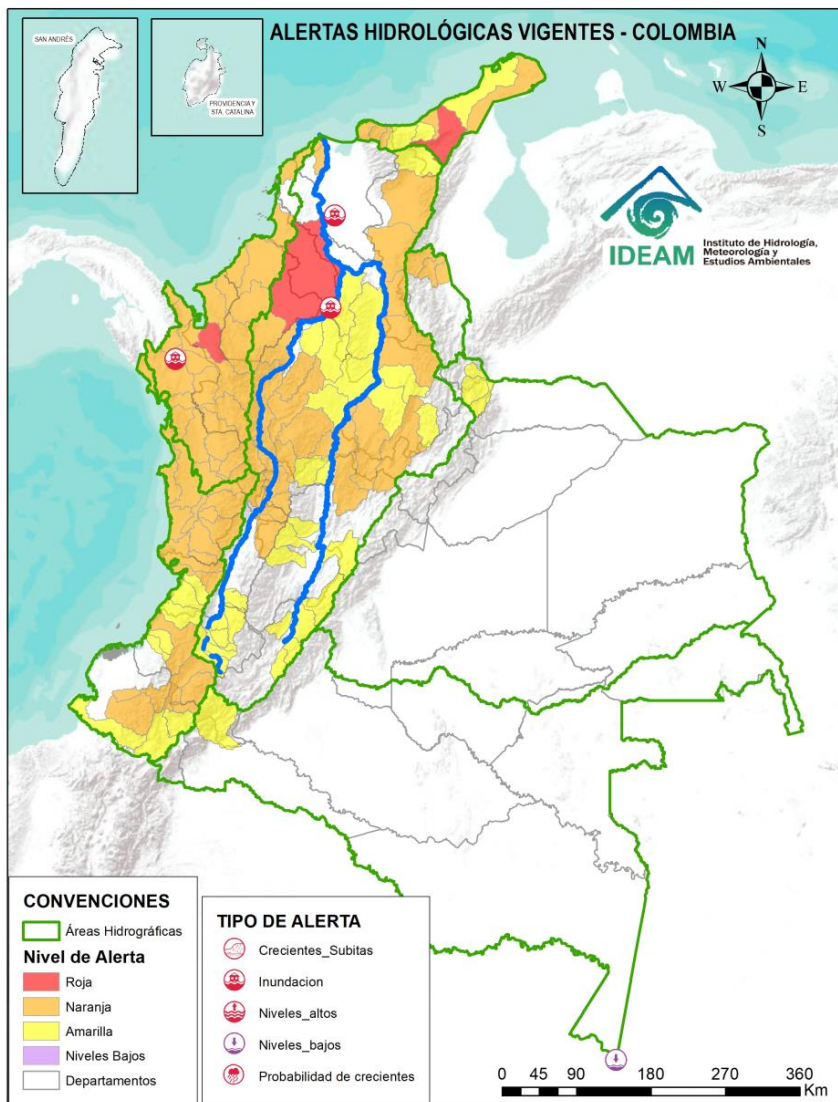 ALERTAS HIDROLÓGICAS VIGENTES - COLOMBIA
SAN ANDRÉS
PROVIDENCIA Y
STA. CATALINA
N
W
E
S
IDEAM
Instituto de Hidrología,
Meteorología y
Estudios Ambientales
CONVENCIONES
Áreas Hidrográficas
Nivel de Alerta
Roja
Naranja
Amarilla
Niveles Bajos
Departamentos
TIPO DE ALERTA
Crecientes_Subitas
Inundacion
Niveles_altos
Niveles_bajos
Probabilidad de crecientes
0 45 90 180 270 360
Km